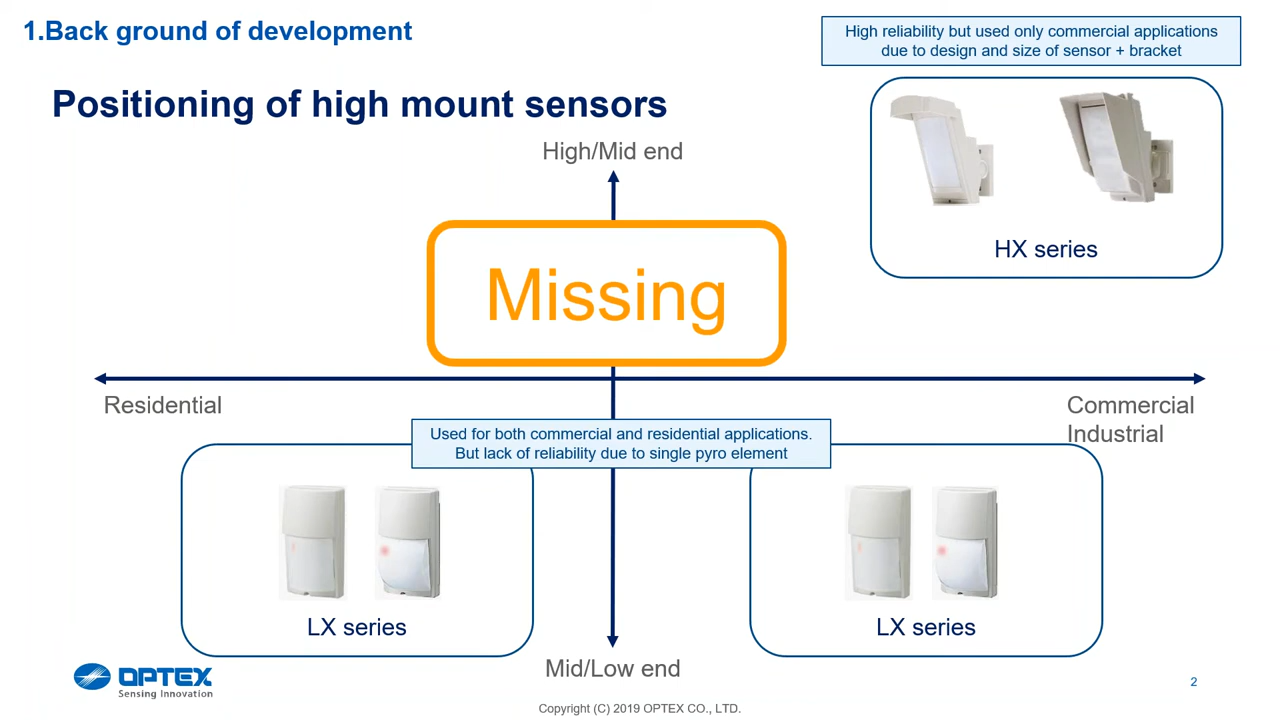 1.Back ground of development
High reliability but used only commercial applications
due to design and size of sensor + bracket
Positioning of high mount sensors
High/Mid end
HX series
Missing
Residential
Commercial
Industrial
Used for both commercial and residential applications.
But lack of reliability due to single pyro element
LX series
LX series
Mid/Low end
OPTEX
Sensing Innovation
2
Copyright (C) 2019 OPTEX CO., LTD.